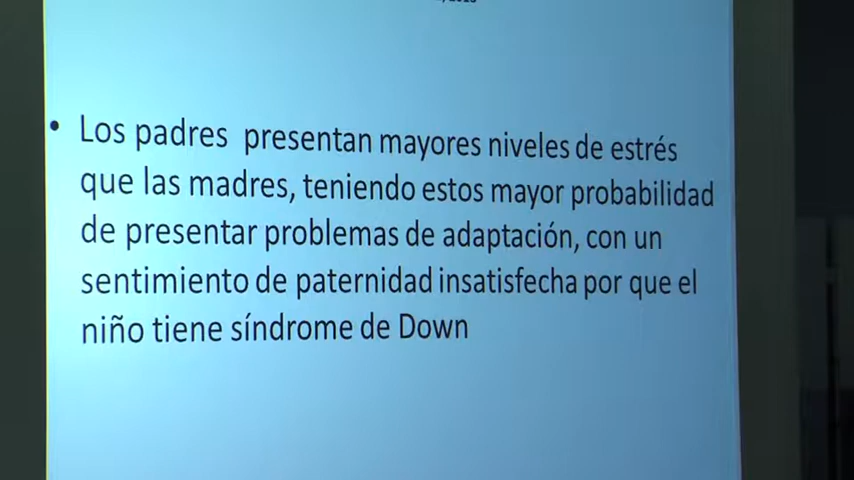 • Los padres presentan mayores niveles de estrés
que las madres, teniendo estos mayor probabilidad
de presentar problemas de adaptación, con un
sentimiento de paternidad insatisfecha por que el
niño tiene síndrome de Down